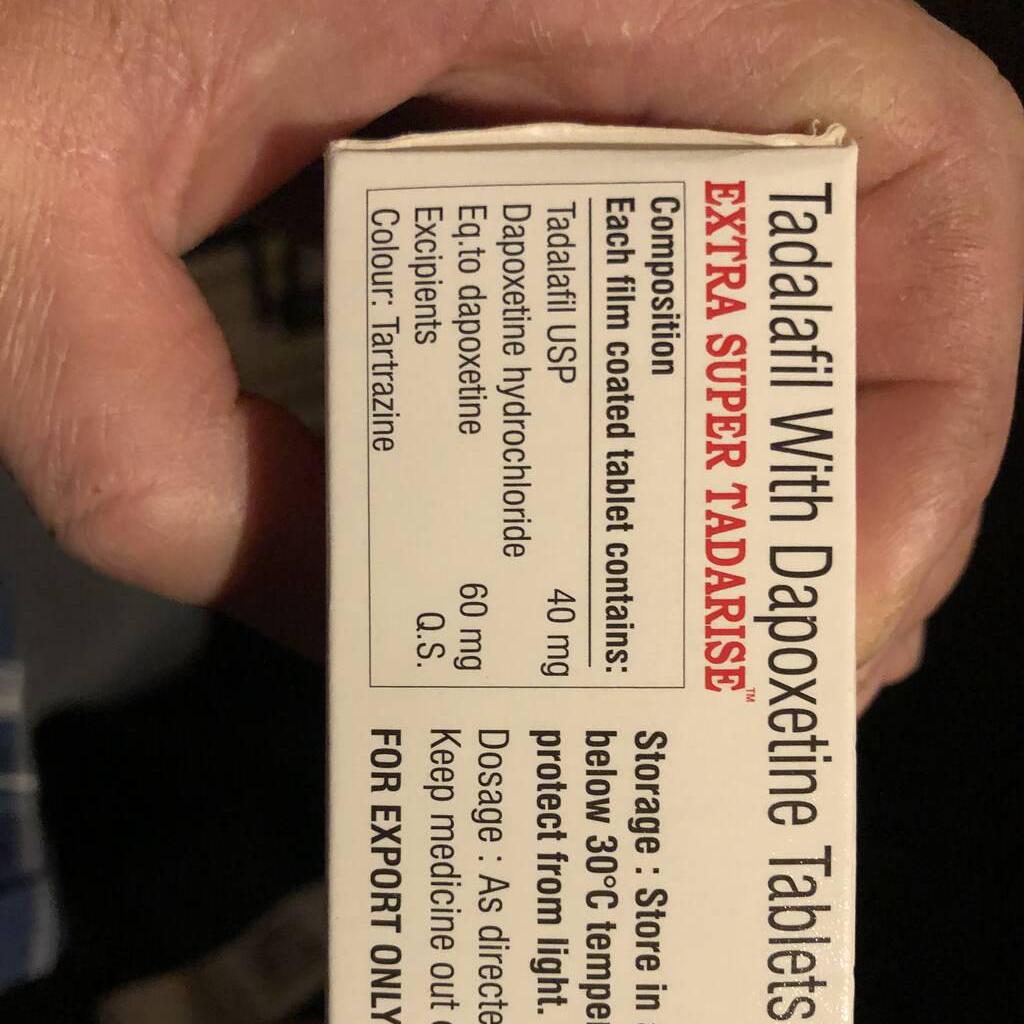 Tadalafil With Dapoxetine Tablets
EXTRA SUPER TADARISE™
Composition
Each film coated tablet contains:
Tadalafil USP 40 mg
Dapoxetine hydrochloride
Eq.to dapoxetine 60 mg
Excipients Q.S.
Colour: Tartrazine
Storage : Store in
below 30°C
protect from light.
Dosage : As
Keep medicine out
FOR EXPORT ONLY